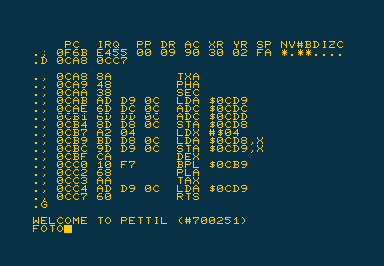 PC IRQ PP DR AC XR YR SP NV#BDIZC
.; 0F6B E455 00 09 90 30 02 FA *.**....
.D 0CA8 0CC7
., 0CA8 8A TXA
., 0CA9 48 PHA
., 0CAA 38 SEC
., 0CAB AD D9 0C LDA $0CD9
., 0CAE 6D DC 0C ADC $0CDC
., 0CB1 6D DD 0C ADC $0CDD
., 0CB4 8D D8 0C STA $0CD8
., 0CB7 A2 04 LDX #$04
., 0CB9 BD D8 0C LDA $0CD8,X
., 0CBC 9D D9 0C STA $0CD9,X
., 0CBF CA DEX
., 0CC0 10 F7 BPL $0CB9
., 0CC2 68 PLA
., 0CC3 AA TAX
., 0CC4 AD D9 0C LDA $0CD9
., 0CC7 60 RTS
.G
WELCOME TO PETTIL (#700251)
FOTO